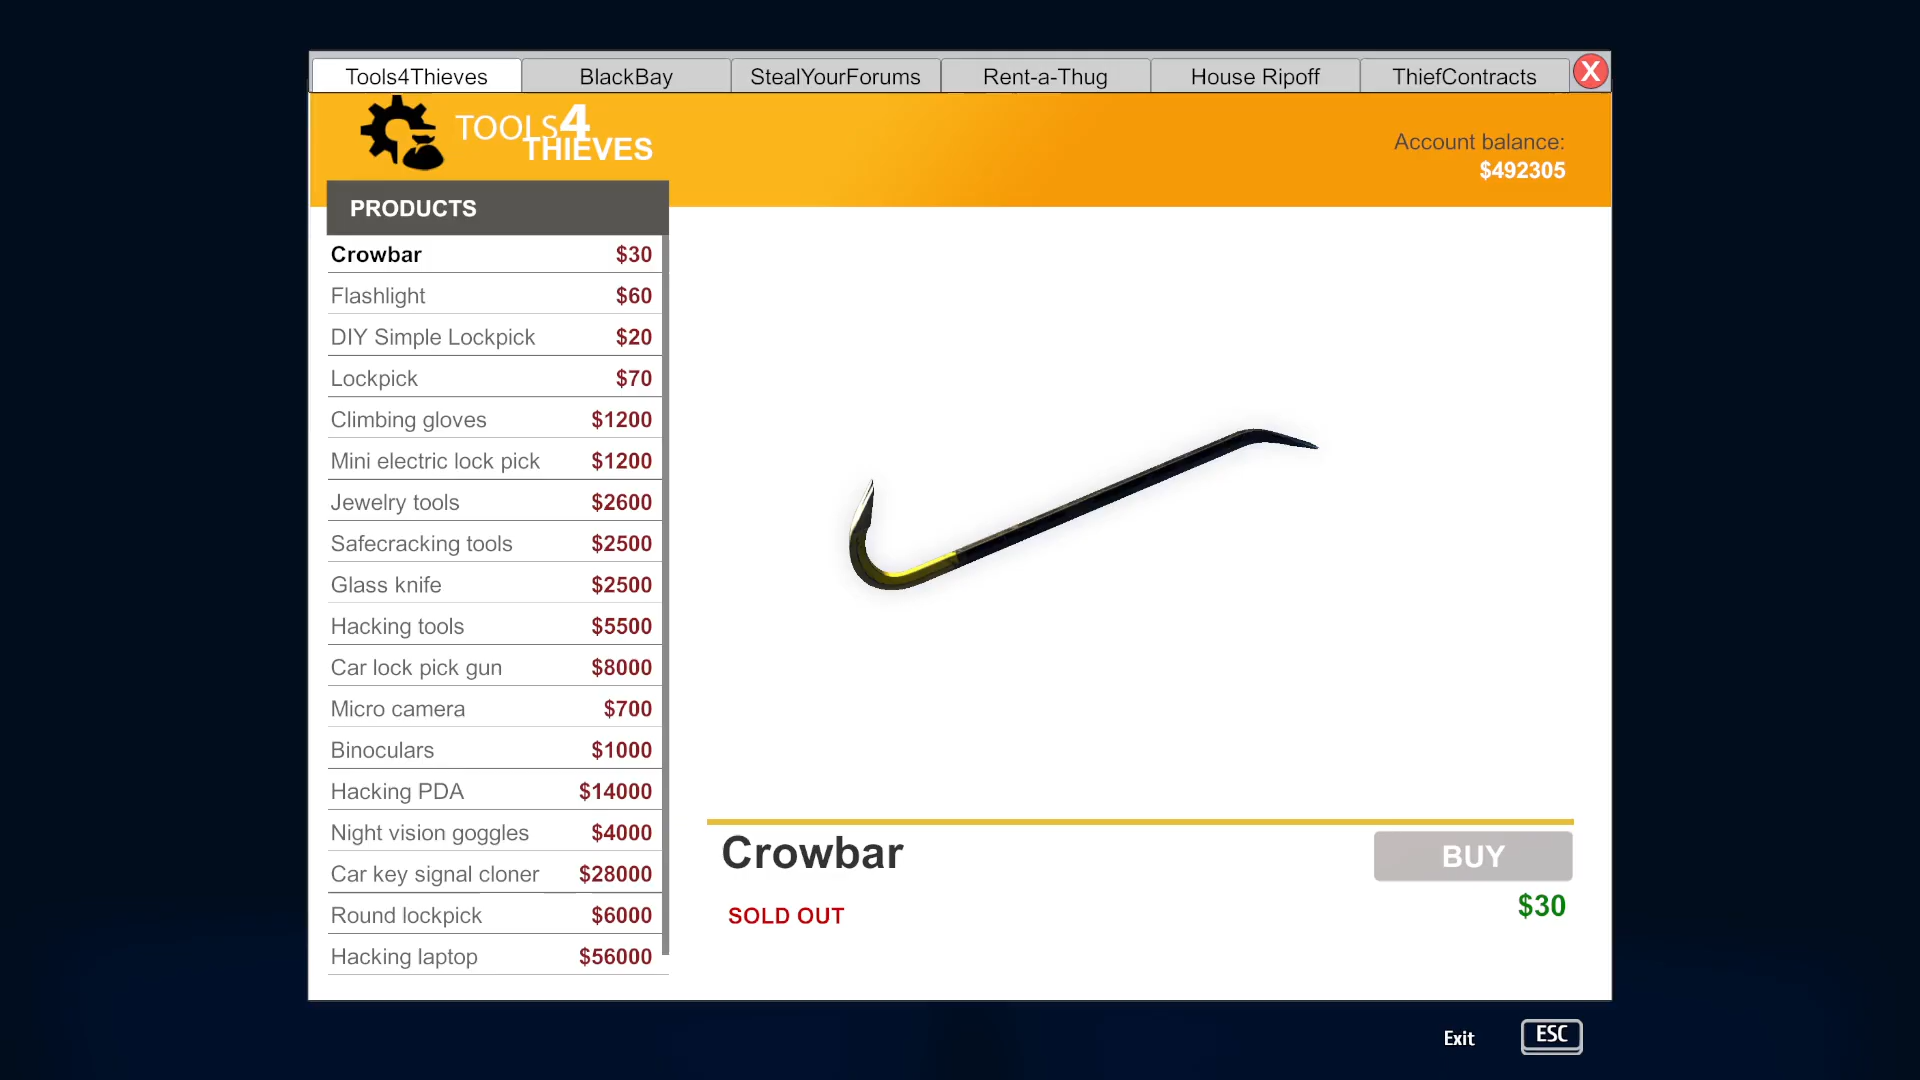 Tools4Thieves BlackBay StealYourForums Rent-a-Thug House Ripoff ThiefContracts X
TOOLS4
THIEVES
Account balance:
$492305
PRODUCTS
Crowbar $30
Flashlight $60
DIY Simple Lockpick $20
Lockpick $70
Climbing gloves $1200
Mini electric lock pick $1200
Jewelry tools $2600
Safecracking tools $2500
Glass knife $2500
Hacking tools $5500
Car lock pick gun $8000
Micro camera $700
Binoculars $1000
Hacking PDA $14000
Night vision goggles $4000
Car key signal cloner $28000
Round lockpick $6000
Hacking laptop $56000
Crowbar
BUY
SOLD OUT
$30
Exit ESC